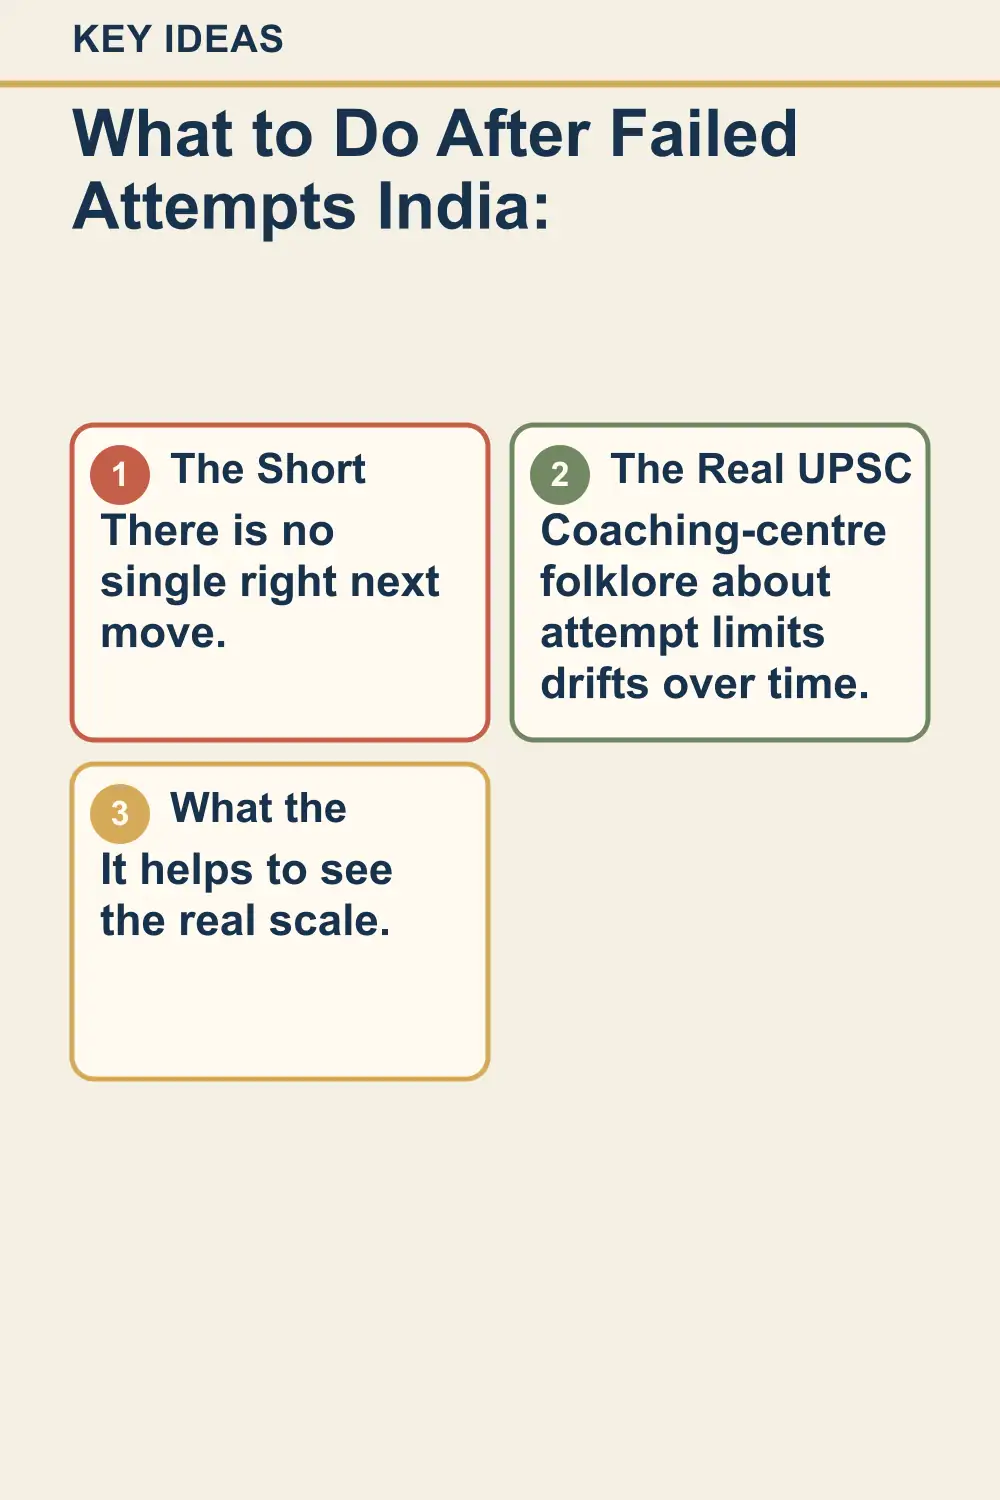 KEY IDEAS
What to Do After Failed
Attempts India:
1 The Short
There is no
single right next
move.
2 The Real UPSC
Coaching-centre
folklore about
attempt limits
drifts over time.
3 What the
It helps to see
the real scale.